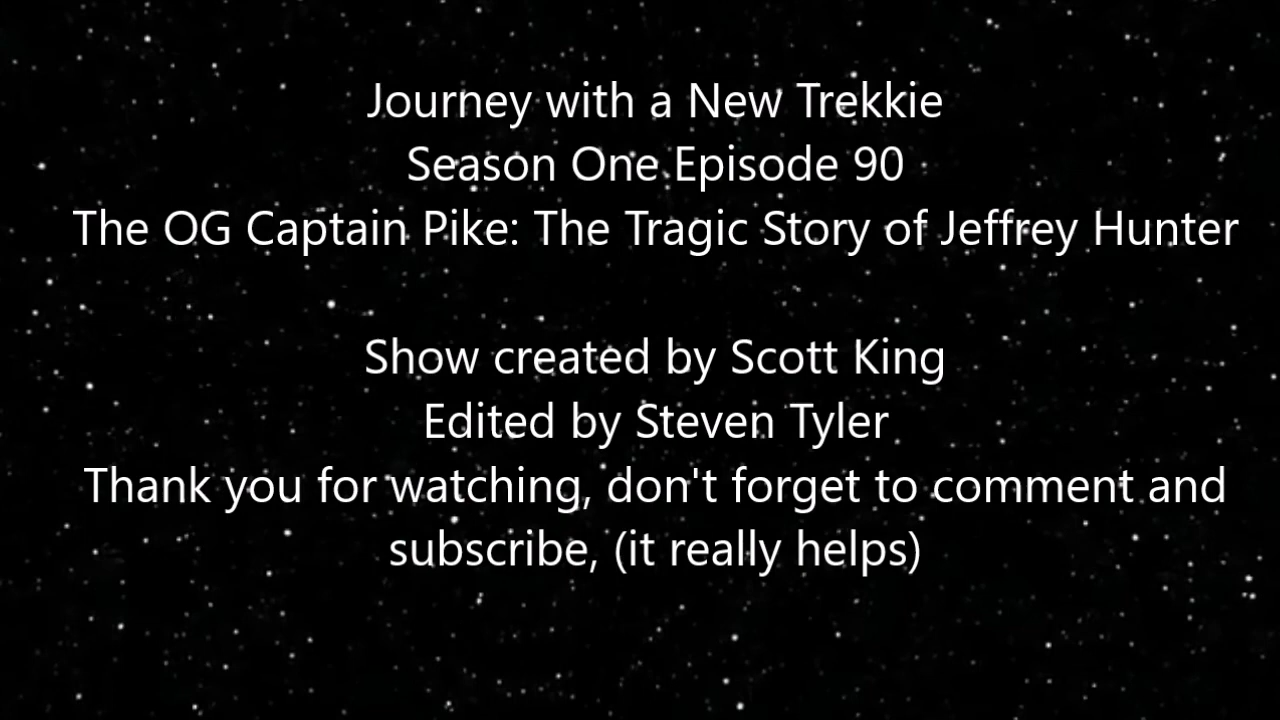 Journey with a New Trekkie
Season One Episode 90
The OG Captain Pike: The Tragic Story of Jeffrey Hunter
Show created by Scott King
Edited by Steven Tyler
Thank you for watching, don't forget to comment and
subscribe, (it really helps)